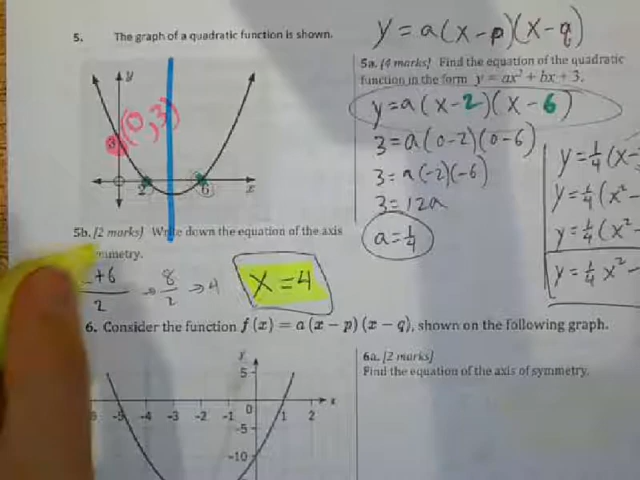 5. The graph of a quadratic function is shown.
y = a(x-p)(x-q)
y
(0, 3)
2
6
x
5a. [4 marks] Find the equation of the quadratic
function in the form y = ax² + bx + 3.
y = a(x-2)(x-6)
3 = a(0-2)(0-6)
3 = a(-2)(-6)
3 = 12a
a = 1/4
y = 1/4 (x-
y = 1/4 (x² -
y = 1/4 (x² -
y = 1/4 x² -
5b. [2 marks] Write down the equation of the axis
+6
2
→ 8/2 → 4
x = 4
6. Consider the function f(x) = a(x − p)(x − q), shown on the following graph.
6a. [2 marks]
Find the equation of the axis of symmetry.
y
5
-5 -4 -3 -2 -1 0 1 2 x
-5
-10